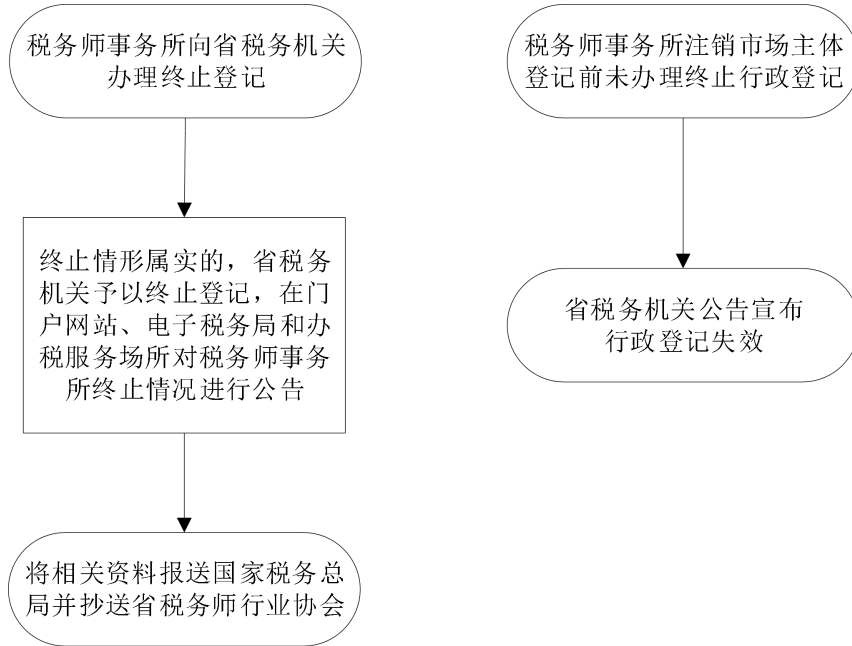 税务师事务所向省税务机关
办理终止登记
终止情形属实的，省税务
机关予以终止登记，在门
户网站、电子税务局和办
税服务场所对税务师事务
所终止情况进行公告
将相关资料报送国家税务总
局并抄送省税务师行业协会
税务师事务所注销市场主体
登记前未办理终止行政登记
省税务机关公告宣布
行政登记失效